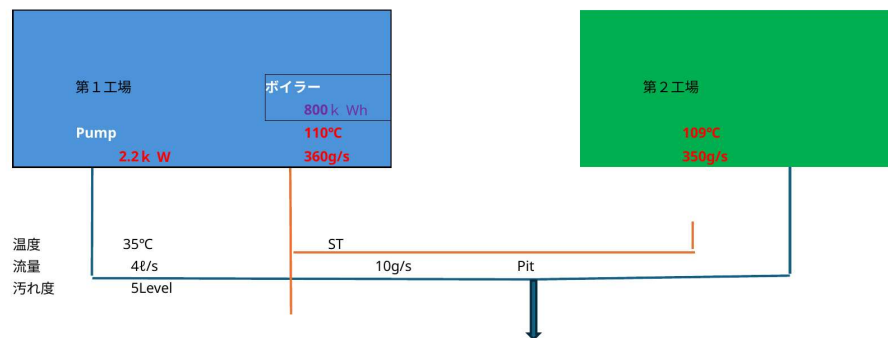 第１工場
ボイラー
800ｋ Wh
Pump
110℃
2.2ｋ W
360g/s
第２工場
109℃
350g/s
温度 35℃ ST
流量 4ℓ/s 10g/s Pit
汚れ度 5Level